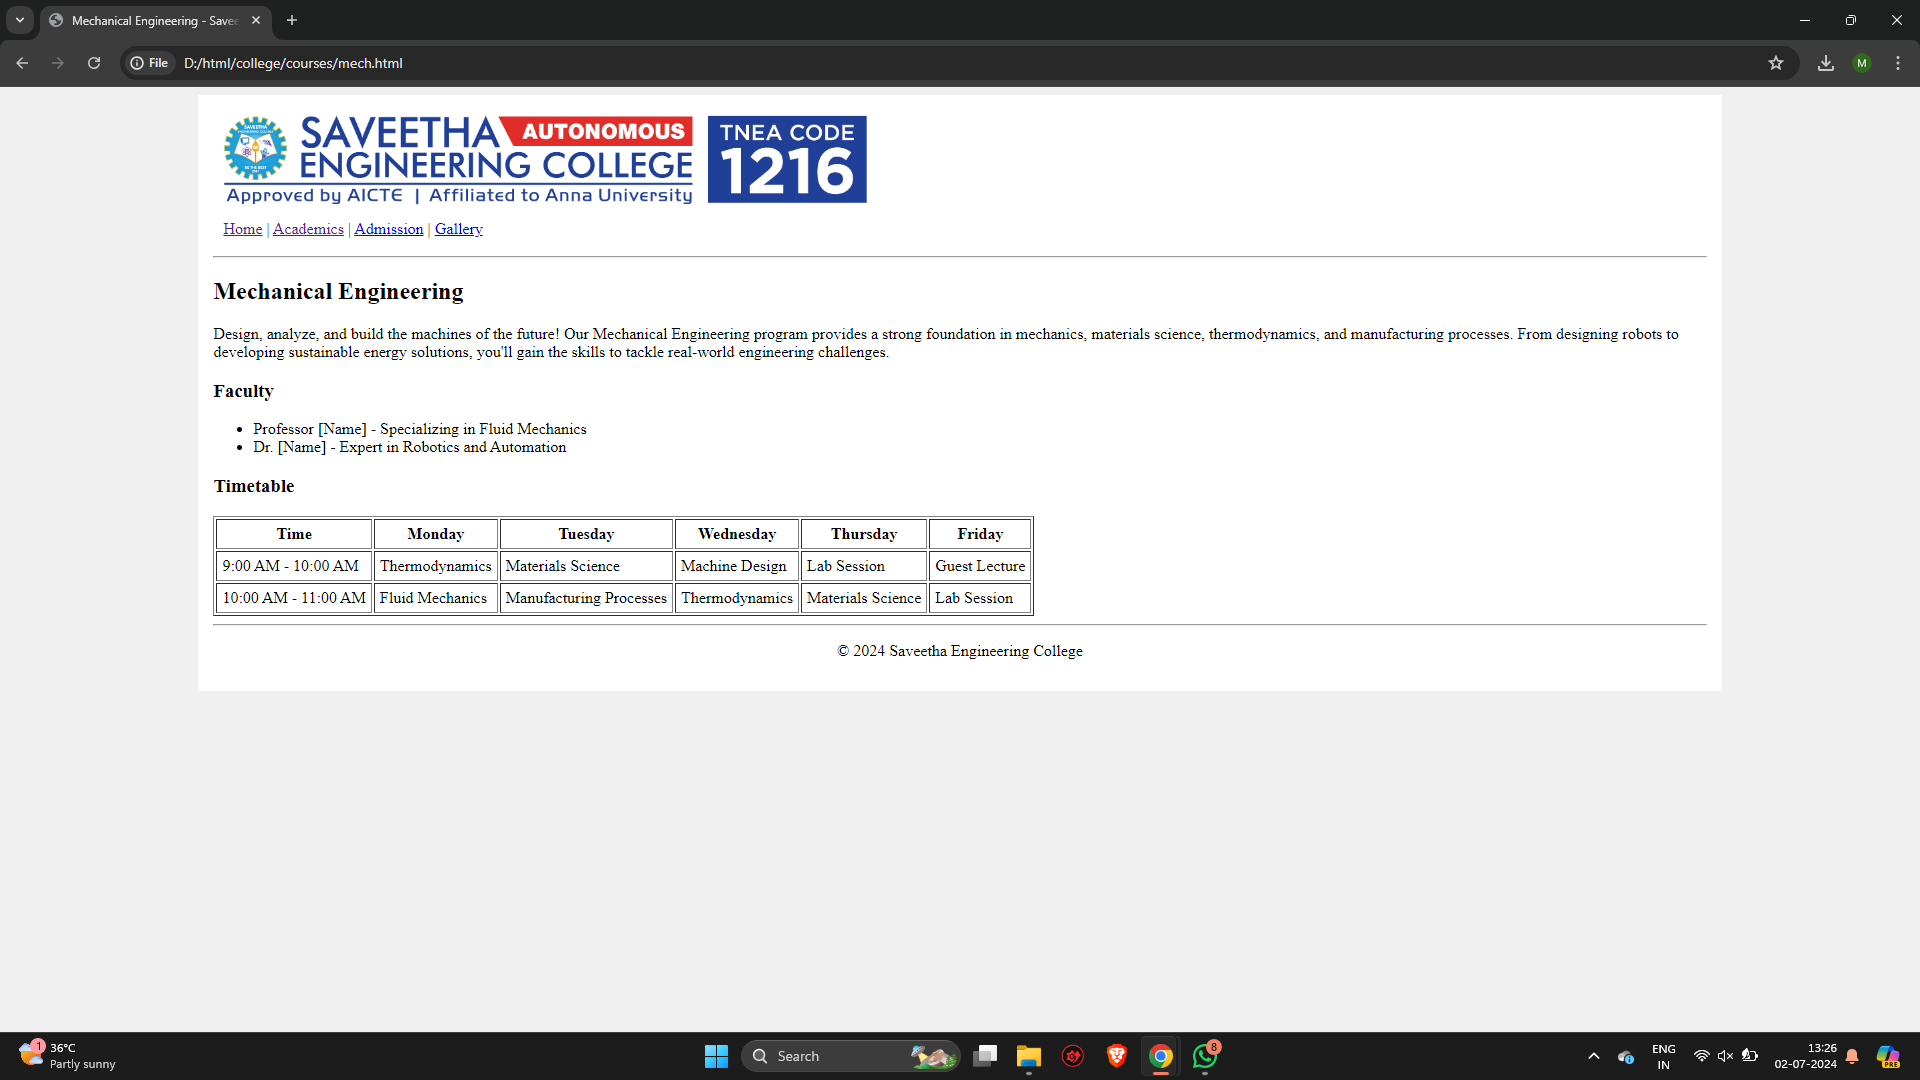 Mechanical Engineering - Savee
File D:/html/college/courses/mech.html
M
SAVEETHA AUTONOMOUS
ENGINEERING COLLEGE
Approved by AICTE | Affiliated to Anna University
TNEA CODE
1216
Home | Academics | Admission | Gallery
Mechanical Engineering
Design, analyze, and build the machines of the future! Our Mechanical Engineering program provides a strong foundation in mechanics, materials science, thermodynamics, and manufacturing processes. From designing robots to
developing sustainable energy solutions, you'll gain the skills to tackle real-world engineering challenges.
Faculty
• Professor [Name] - Specializing in Fluid Mechanics
• Dr. [Name] - Expert in Robotics and Automation
Timetable
Time Monday Tuesday Wednesday Thursday Friday
9:00 AM - 10:00 AM Thermodynamics Materials Science Machine Design Lab Session Guest Lecture
10:00 AM - 11:00 AM Fluid Mechanics Manufacturing Processes Thermodynamics Materials Science Lab Session
© 2024 Saveetha Engineering College
1
36°C
Partly sunny
Search
8
ENG
IN
13:26
02-07-2024
PRE